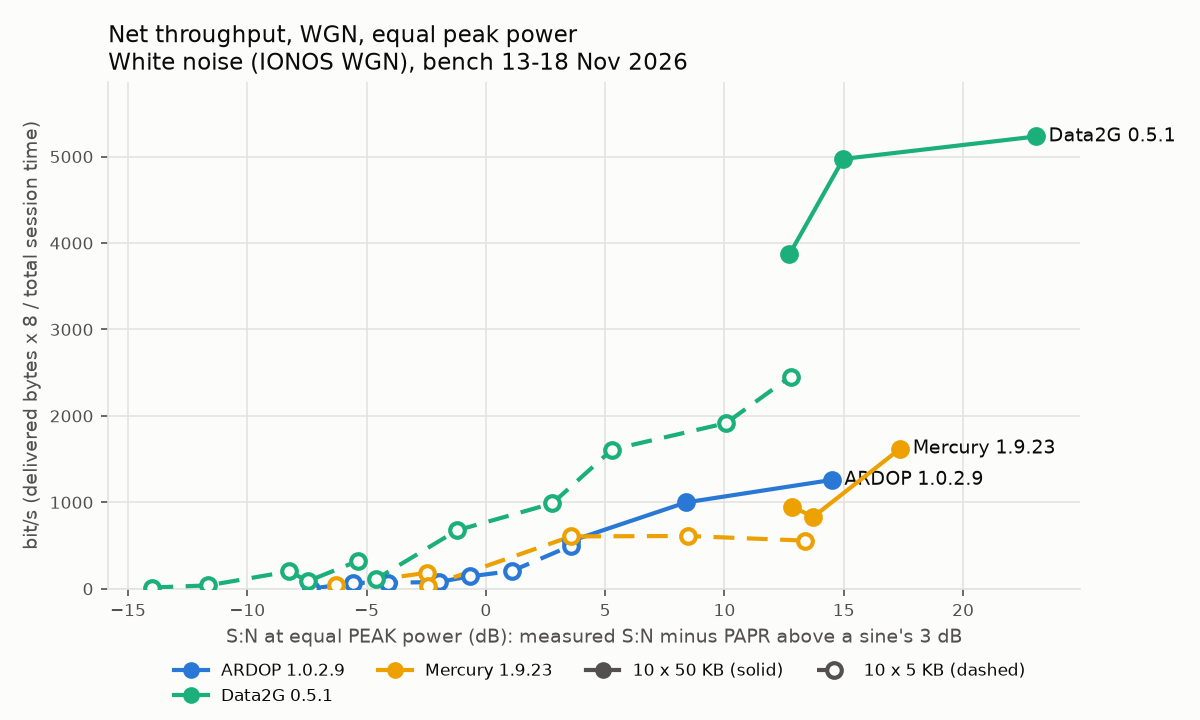 Net throughput, WGN, equal peak power
White noise (IONOS WGN), bench 13-18 Nov 2026
bit/s (delivered bytes x 8 / total session time)
5000
4000
3000
2000
1000
0
Data2G 0.5.1
Mercury 1.9.23
ARDOP 1.0.2.9
−15
−10
−5
0
5
10
15
20
S:N at equal PEAK power (dB): measured S:N minus PAPR above a sine's 3 dB
ARDOP 1.0.2.9
Mercury 1.9.23
10 x 50 KB (solid)
10 x 5 KB (dashed)
Data2G 0.5.1